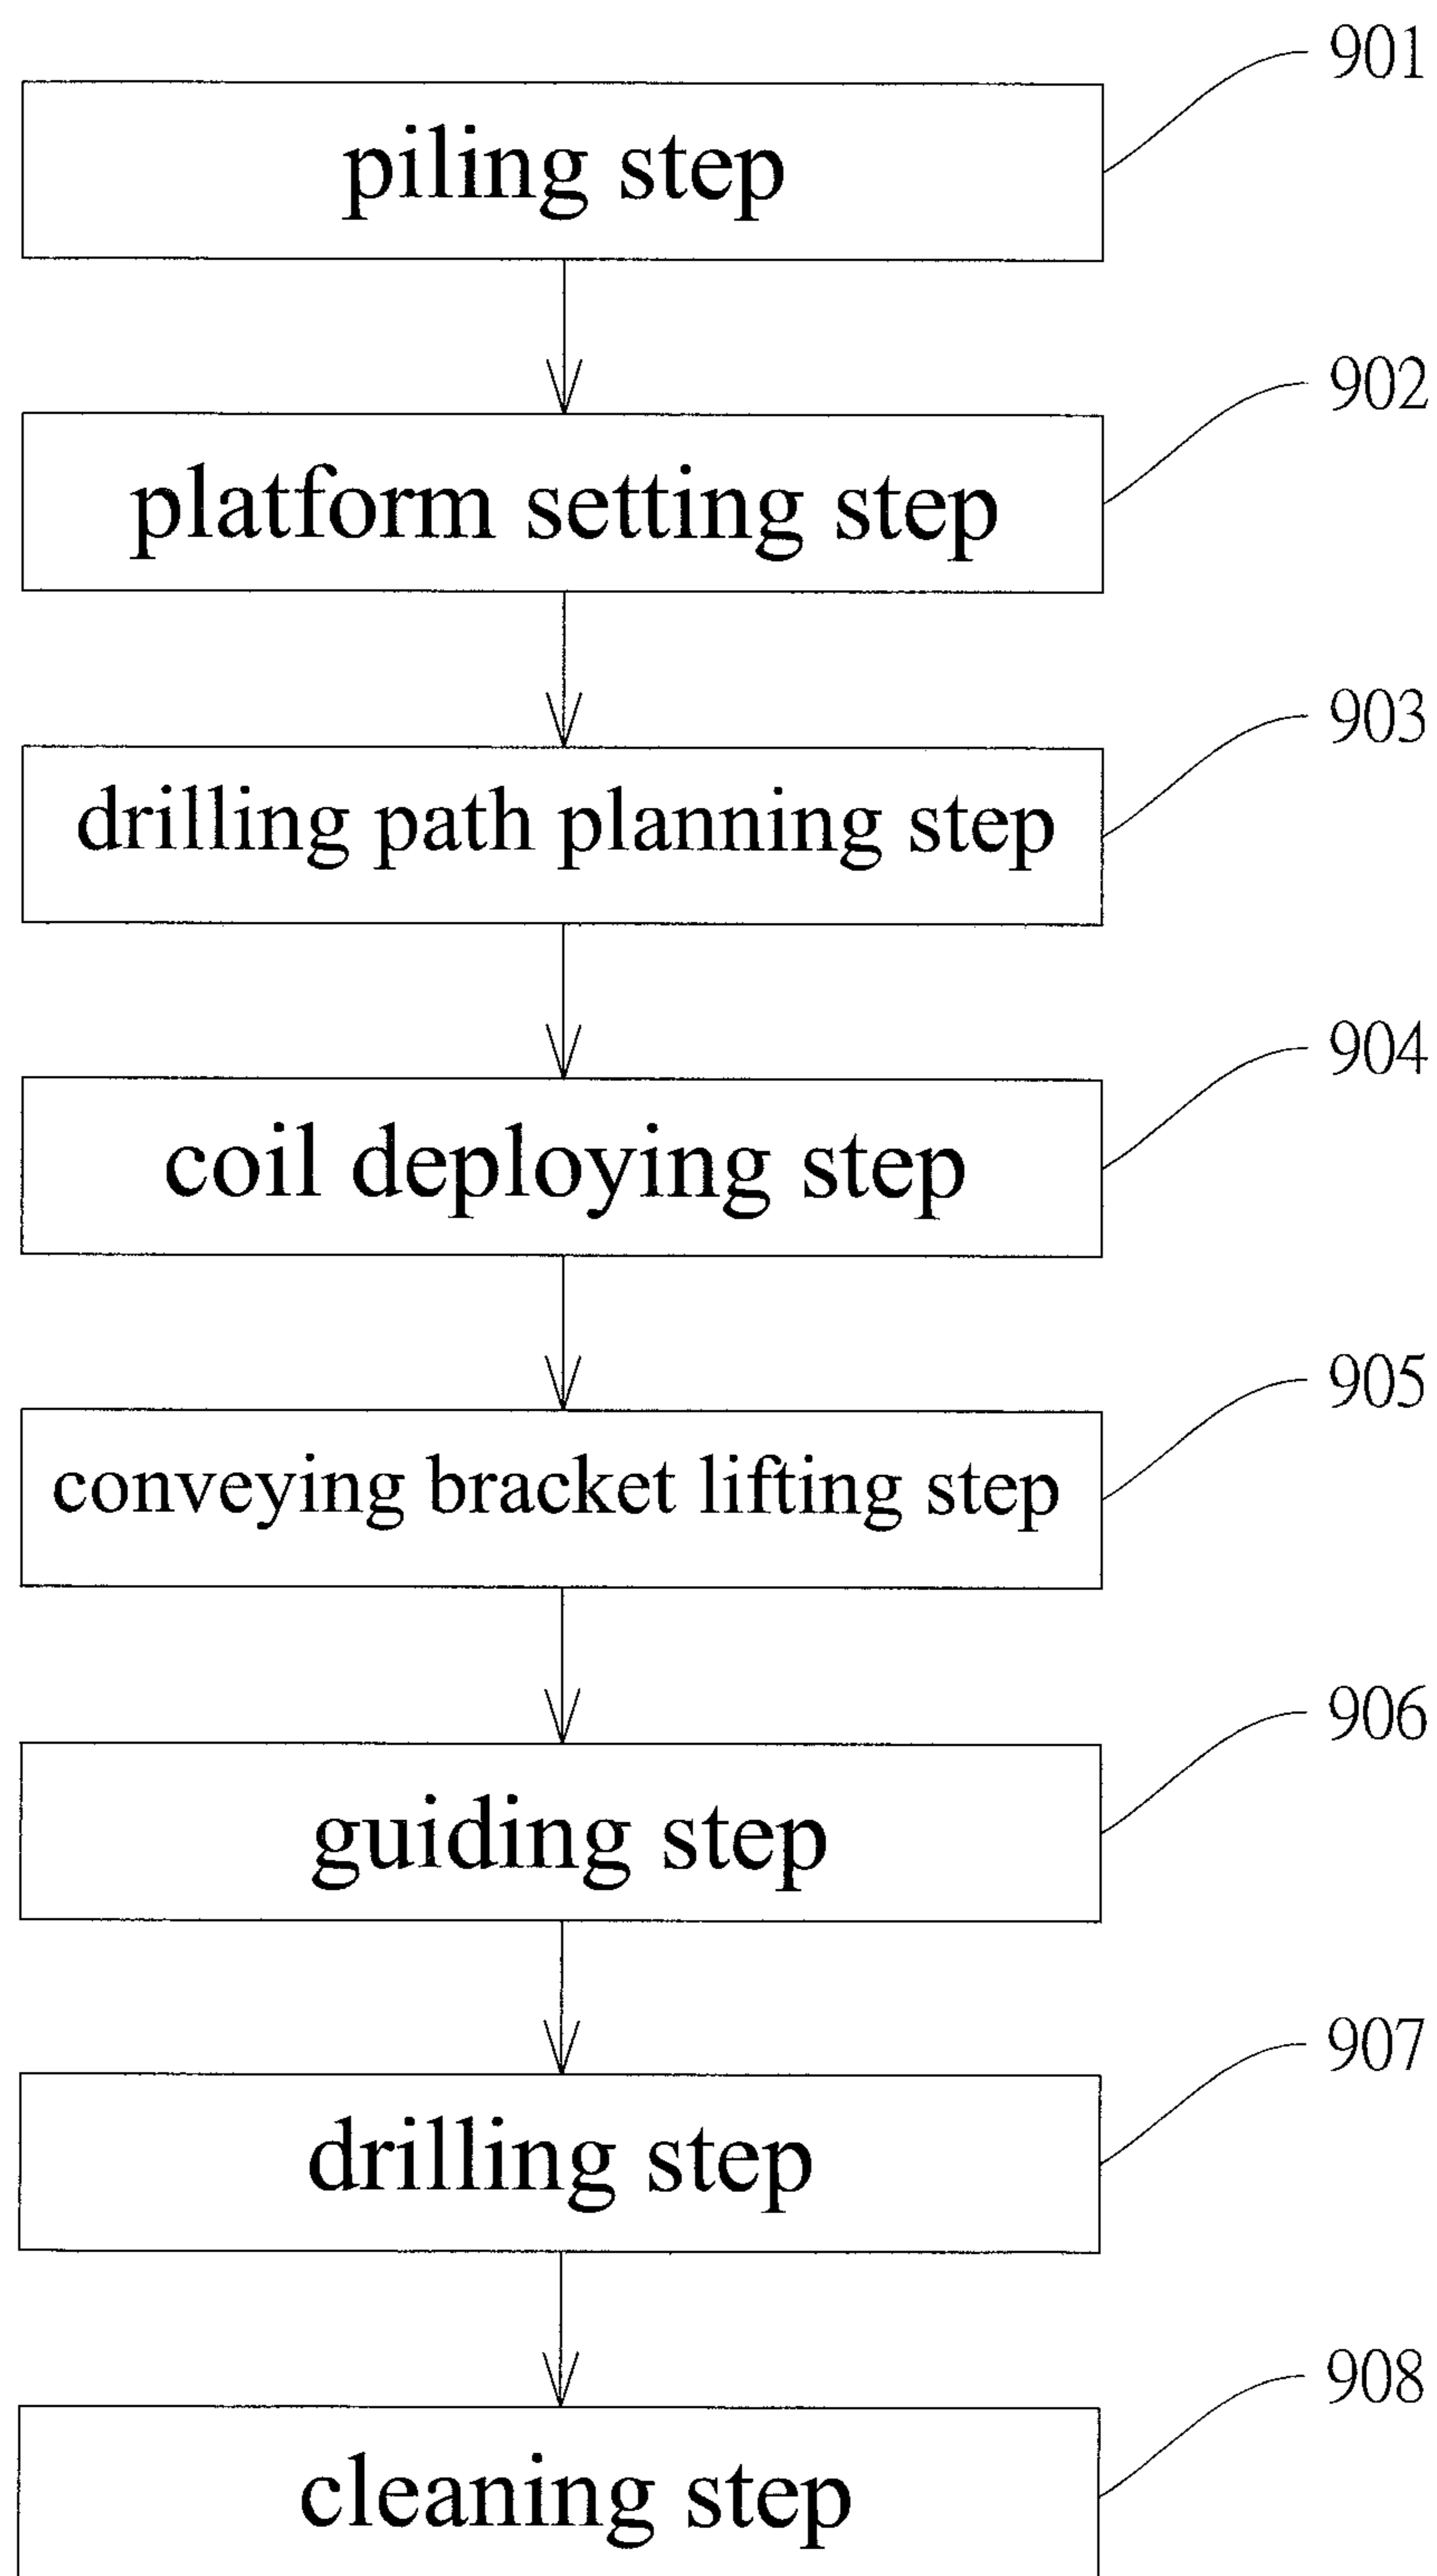 901
piling step
902
platform setting step
903
drilling path planning step
904
coil deploying step
905
conveying bracket lifting step
906
guiding step
907
drilling step
908
cleaning step